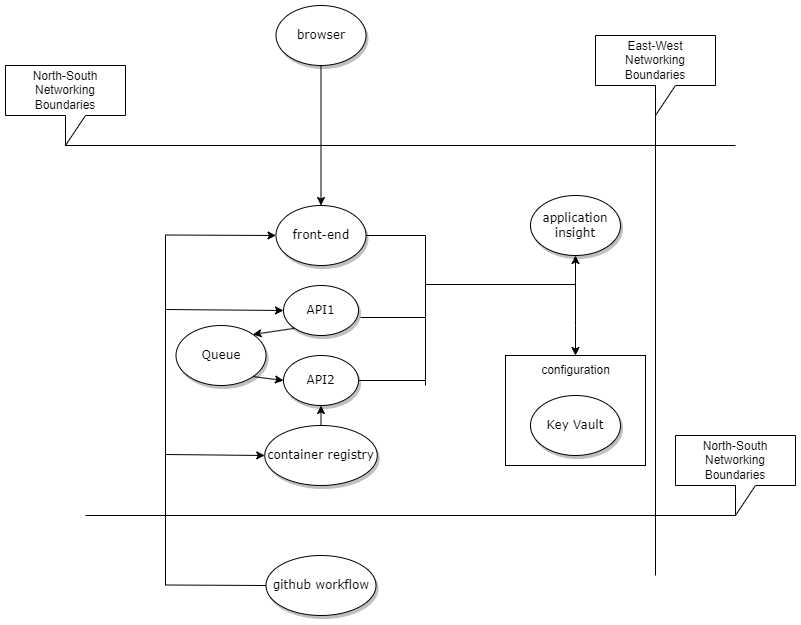 browser
East-West
Networking
Boundaries
North-South
Networking
Boundaries
front-end
application
insight
API1
Queue
API2
configuration
Key Vault
container registry
North-South
Networking
Boundaries
github workflow